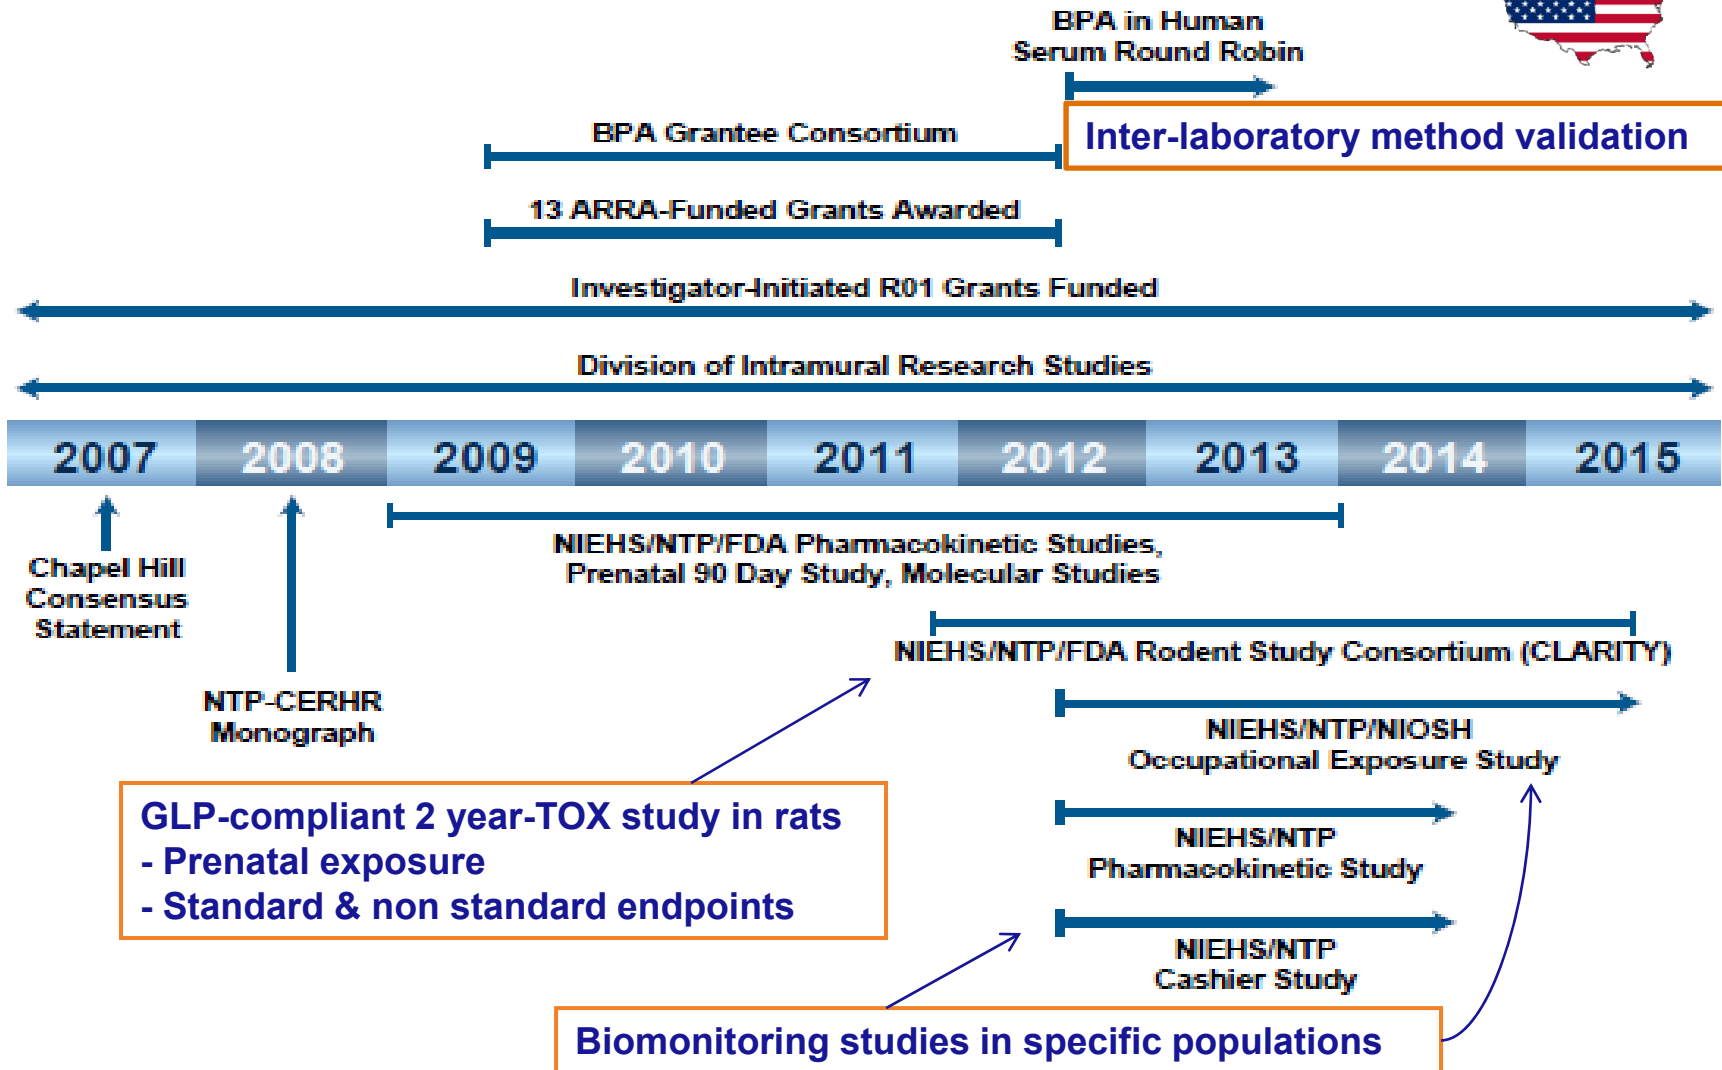 BPA in Human
Serum Round Robin
BPA Grantee Consortium
Inter-laboratory method validation
13 ARRA-Funded Grants Awarded
Investigator-Initiated R01 Grants Funded
Division of Intramural Research Studies
2007 2008 2009 2010 2011 2012 2013 2014 2015
Chapel Hill
Consensus
Statement
NTP-CERHR
Monograph
NIEHS/NTP/FDA Pharmacokinetic Studies,
Prenatal 90 Day Study, Molecular Studies
NIEHS/NTP/FDA Rodent Study Consortium (CLARITY)
NIEHS/NTP/NIOSH
Occupational Exposure Study
GLP-compliant 2 year-TOX study in rats
- Prenatal exposure
- Standard & non standard endpoints
NIEHS/NTP
Pharmacokinetic Study
NIEHS/NTP
Cashier Study
Biomonitoring studies in specific populations